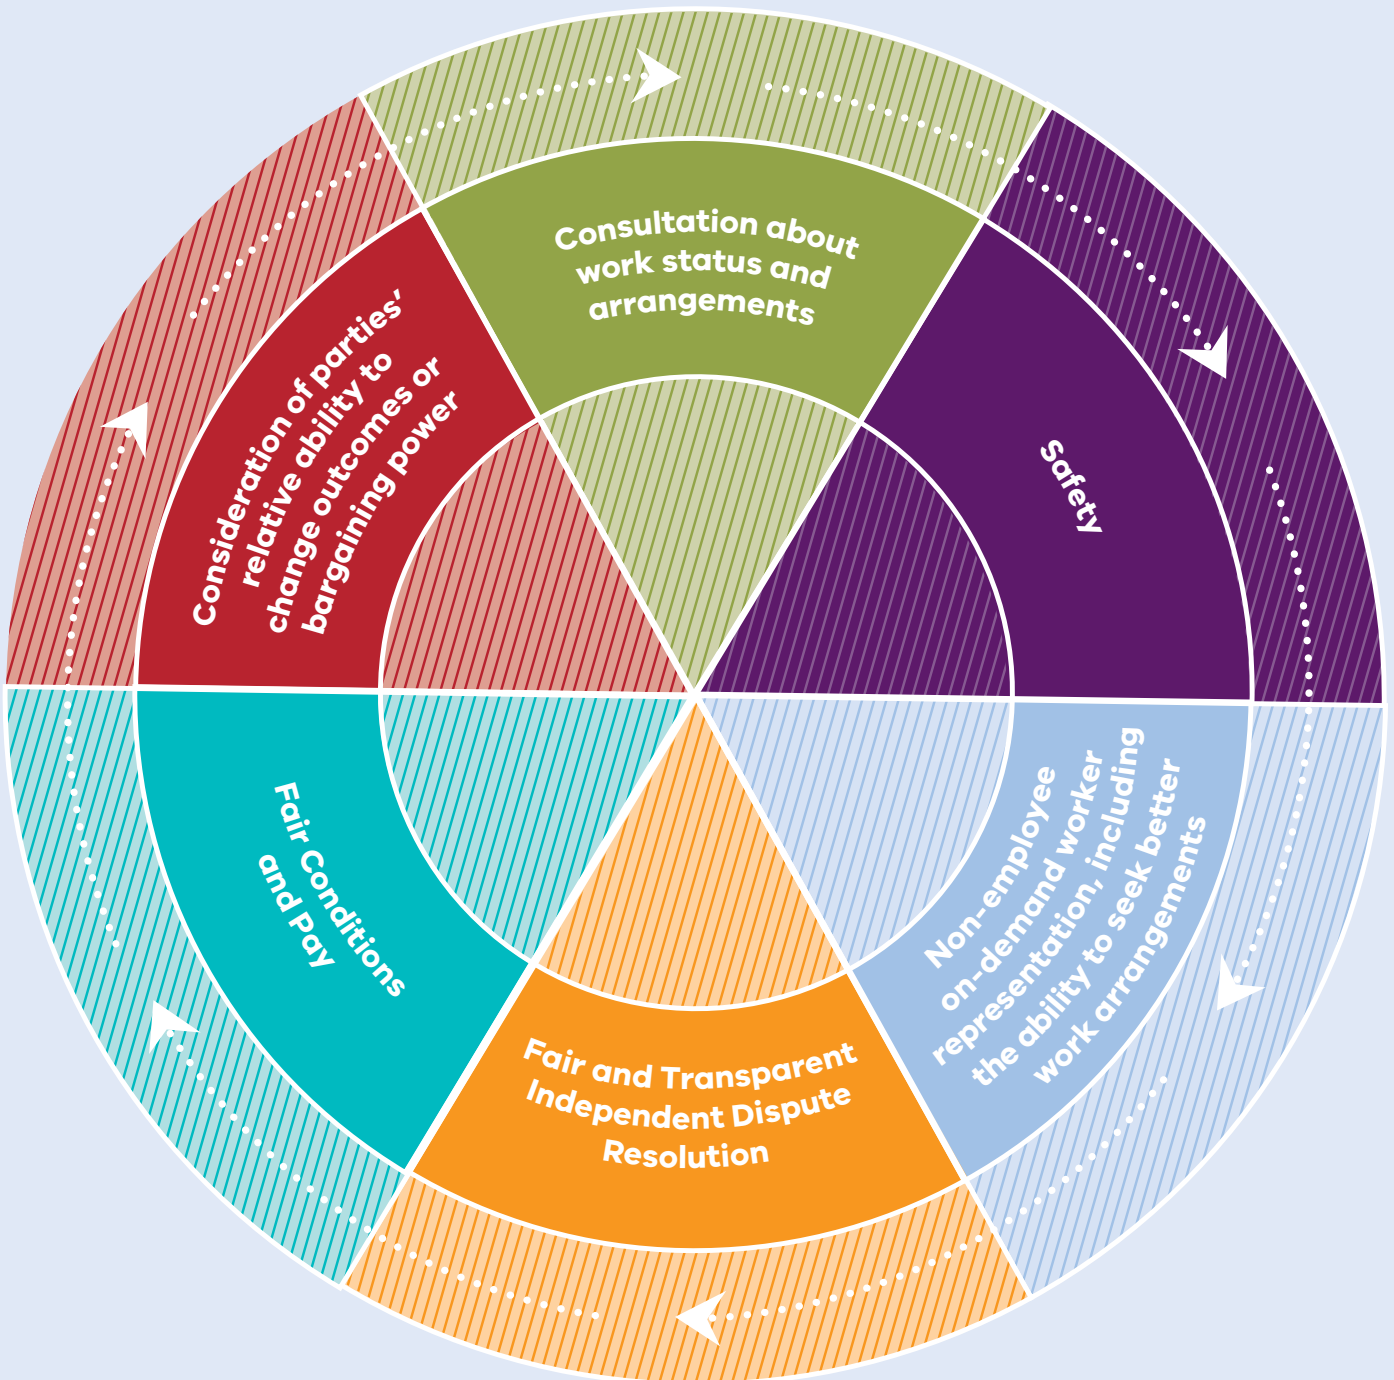 Consultation about
work status and
arrangements
Safety
Non-employee
on-demand worker
representation, including
the ability to seek better
work arrangements
Fair and Transparent
Independent Dispute
Resolution
Fair Conditions
and Pay
Consideration of parties’
relative ability to
change outcomes or
bargaining power